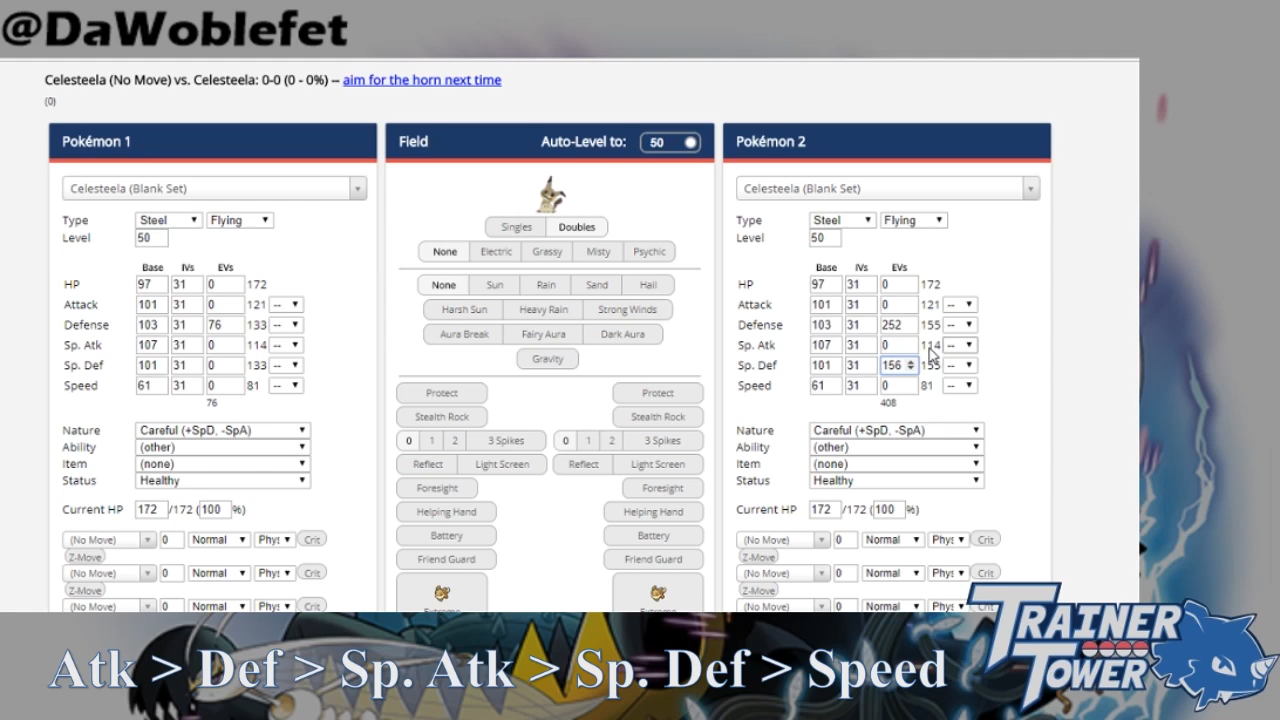 @DaWoblefet
Celesteela (No Move) vs. Celesteela: 0-0 (0 - 0%) -- aim for the horn next time
(0)
Pokémon 1
Celesteela (Blank Set)
Type Steel Flying
Level 50
Base IVs EVs
HP 97 31 0 172
Attack 101 31 0 121 --
Defense 103 31 76 133 --
Sp. Atk 107 31 0 114 --
Sp. Def 101 31 0 133 --
Speed 61 31 0 81 --
76
Nature Careful (+SpD, -SpA)
Ability (other)
Item (none)
Status Healthy
Current HP 172 /172 (100 %)
(No Move) 0 Normal Phys Crit
Z-Move
(No Move) 0 Normal Phys Crit
Z-Move
(No Move) 0 Normal Phys Crit
Field Auto-Level to: 50
Singles Doubles
None Electric Grassy Misty Psychic
None Sun Rain Sand Hail
Harsh Sun Heavy Rain Strong Winds
Aura Break Fairy Aura Dark Aura
Gravity
Protect Protect
Stealth Rock Stealth Rock
0 1 2 3 Spikes 0 1 2 3 Spikes
Reflect Light Screen Reflect Light Screen
Foresight Foresight
Helping Hand Helping Hand
Battery Battery
Friend Guard Friend Guard
Pokémon 2
Celesteela (Blank Set)
Type Steel Flying
Level 50
Base IVs EVs
HP 97 31 0 172
Attack 101 31 0 121 --
Defense 103 31 252 155 --
Sp. Atk 107 31 0 114 --
Sp. Def 101 31 156 155 --
Speed 61 31 0 81 --
408
Nature Careful (+SpD, -SpA)
Ability (other)
Item (none)
Status Healthy
Current HP 172 /172 (100 %)
(No Move) 0 Normal Phys Crit
Z-Move
(No Move) 0 Normal Phys Crit
Z-Move
(No Move) 0 Normal Phys
Atk > Def > Sp. Atk > Sp. Def > Speed
TRAINER
TOWER